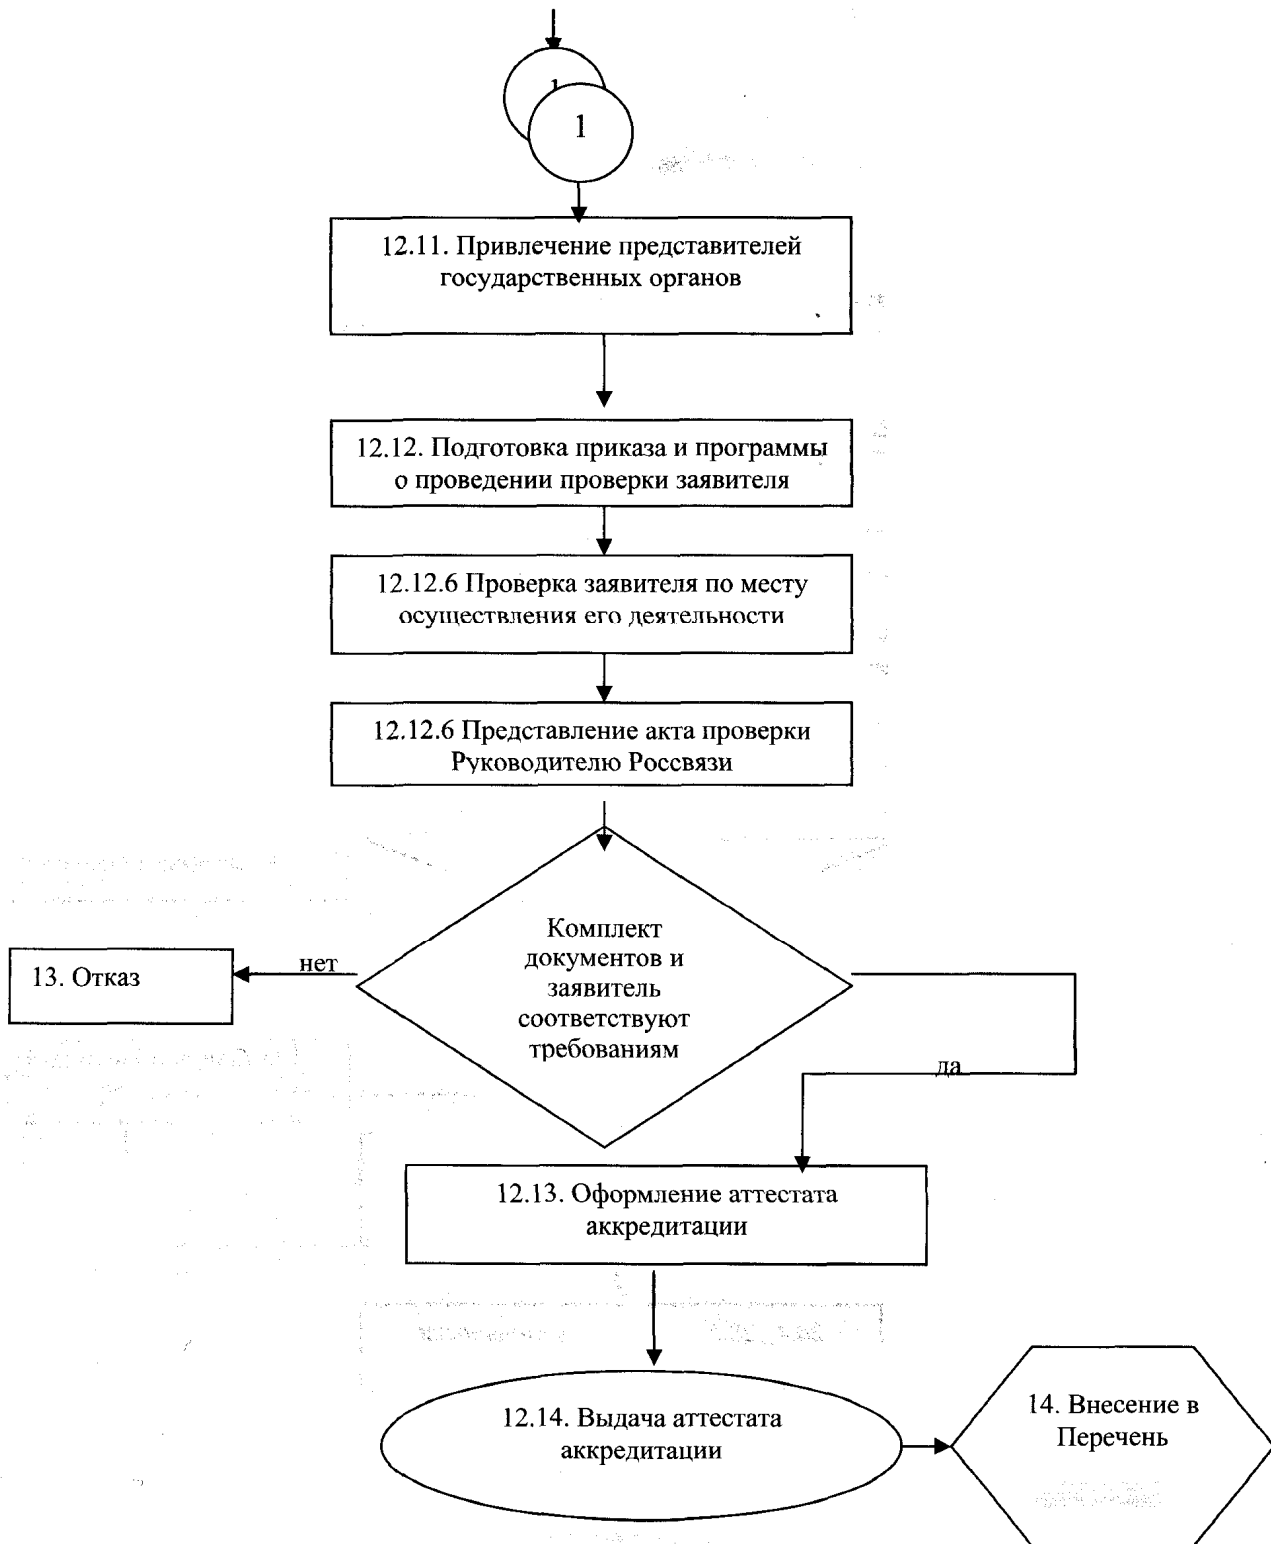 1
1
12.11. Привлечение представителей
государственных органов
12.12. Подготовка приказа и программы
о проведении проверки заявителя
12.12.6 Проверка заявителя по месту
осуществления его деятельности
12.12.6 Представление акта проверки
Руководителю Россвязи
Комплект
документов и
заявитель
соответствуют
требованиям
нет
13. Отказ
да
12.13. Оформление аттестата
аккредитации
12.14. Выдача аттестата
аккредитации
14. Внесение в
Перечень